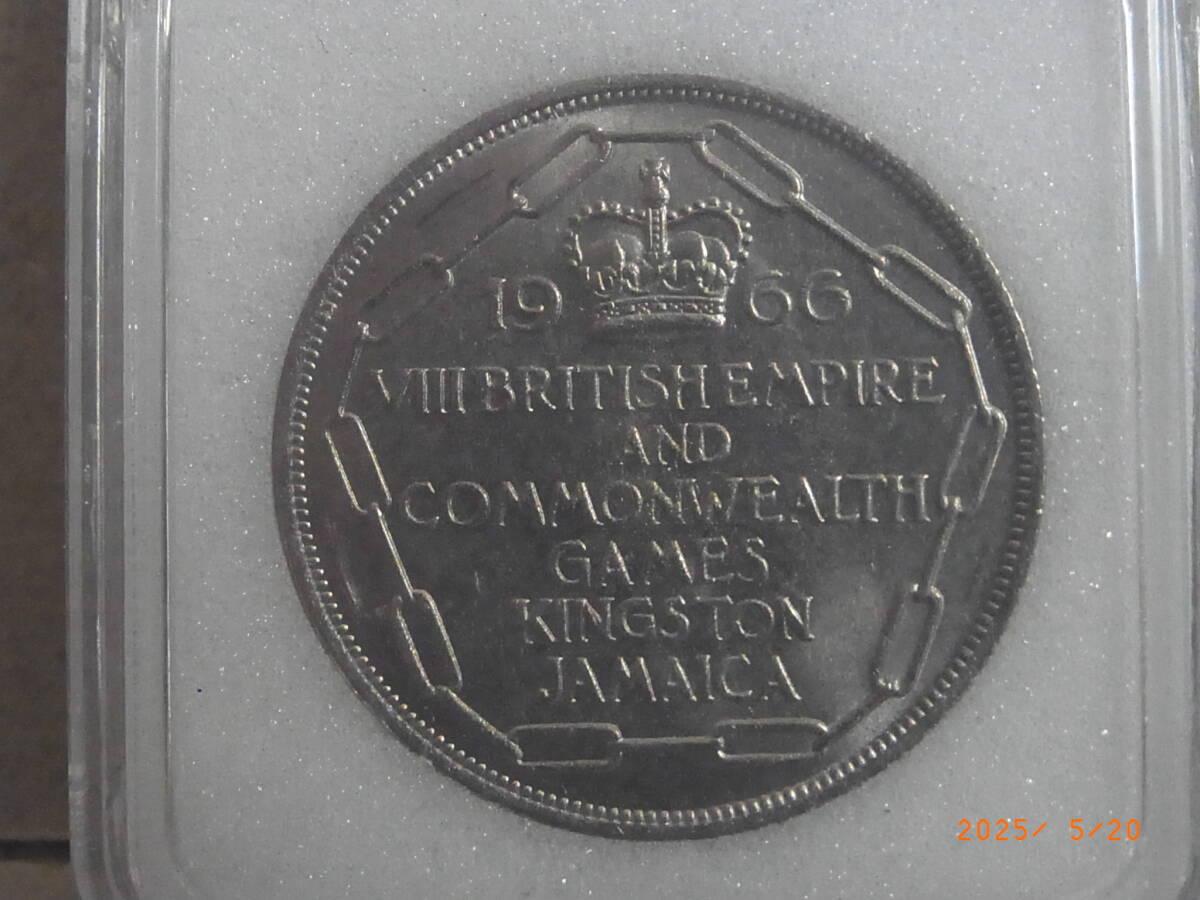 19 66
VIII BRITISH EMPIRE
AND
COMMONWEALTH
GAMES
KINGSTON
JAMAICA
2025/ 5/20